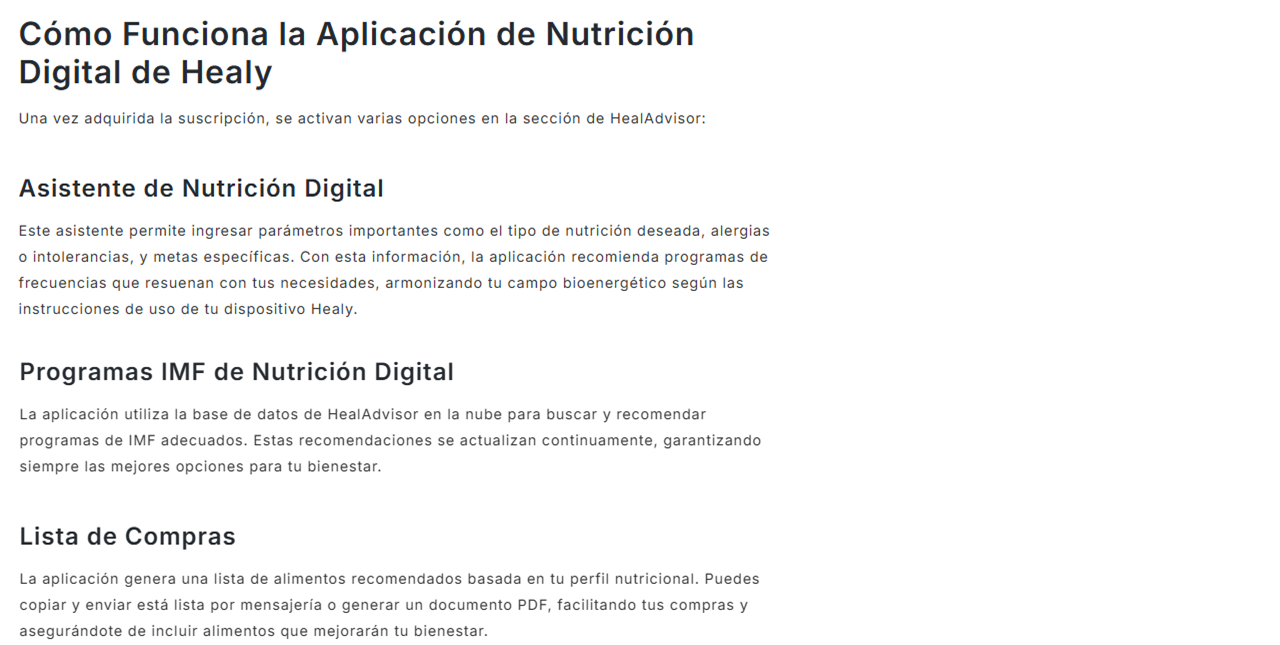 Cómo Funciona la Aplicación de Nutrición
Digital de Healy
Una vez adquirida la suscripción, se activan varias opciones en la sección de HealAdvisor:
Asistente de Nutrición Digital
Este asistente permite ingresar parámetros importantes como el tipo de nutrición deseada, alergias
o intolerancias, y metas específicas. Con esta información, la aplicación recomienda programas de
frecuencias que resuenan con tus necesidades, armonizando tu campo bioenergético según las
instrucciones de uso de tu dispositivo Healy.
Programas IMF de Nutrición Digital
La aplicación utiliza la base de datos de HealAdvisor en la nube para buscar y recomendar
programas de IMF adecuados. Estas recomendaciones se actualizan continuamente, garantizando
siempre las mejores opciones para tu bienestar.
Lista de Compras
La aplicación genera una lista de alimentos recomendados basada en tu perfil nutricional. Puedes
copiar y enviar está lista por mensajería o generar un documento PDF, facilitando tus compras y
asegurándote de incluir alimentos que mejorarán tu bienestar.